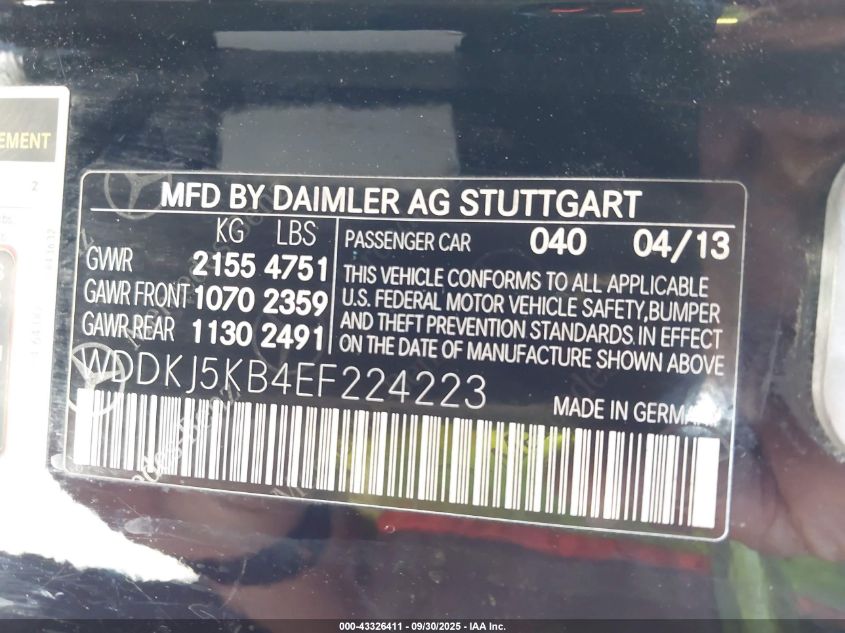 EMENT
2
MFD BY DAIMLER AG STUTTGART
KG LBS
GVWR 2155 4751
GAWR FRONT 1070 2359
GAWR REAR 1130 2491
PASSENGER CAR 040 04/13
THIS VEHICLE CONFORMS TO ALL APPLICABLE
U.S. FEDERAL MOTOR VEHICLE SAFETY, BUMPER
AND THEFT PREVENTION STANDARDS. IN EFFECT
ON THE DATE OF MANUFACTURE SHOWN ABOVE
WDDKJ5KB4EF224223
MADE IN GERMANY
000-43326411 - 09/30/2025 - IAA Inc.